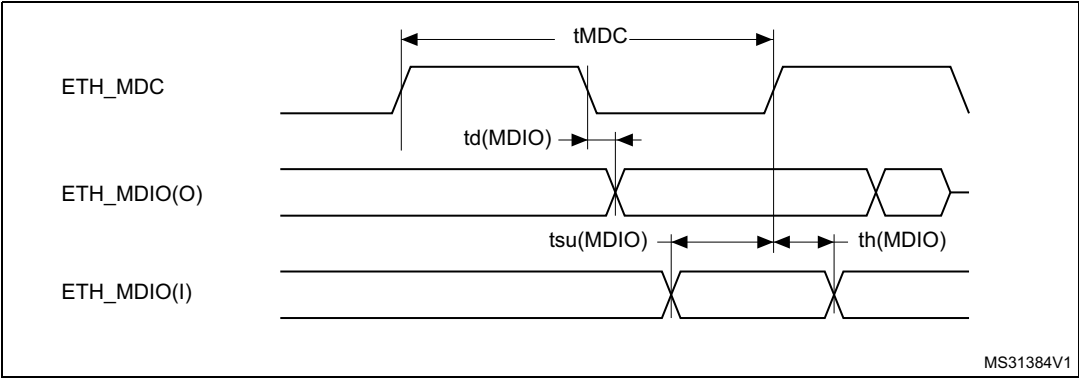 tMDC
ETH_MDC
td(MDIO)
ETH_MDIO(O)
tsu(MDIO) th(MDIO)
ETH_MDIO(I)
MS31384V1